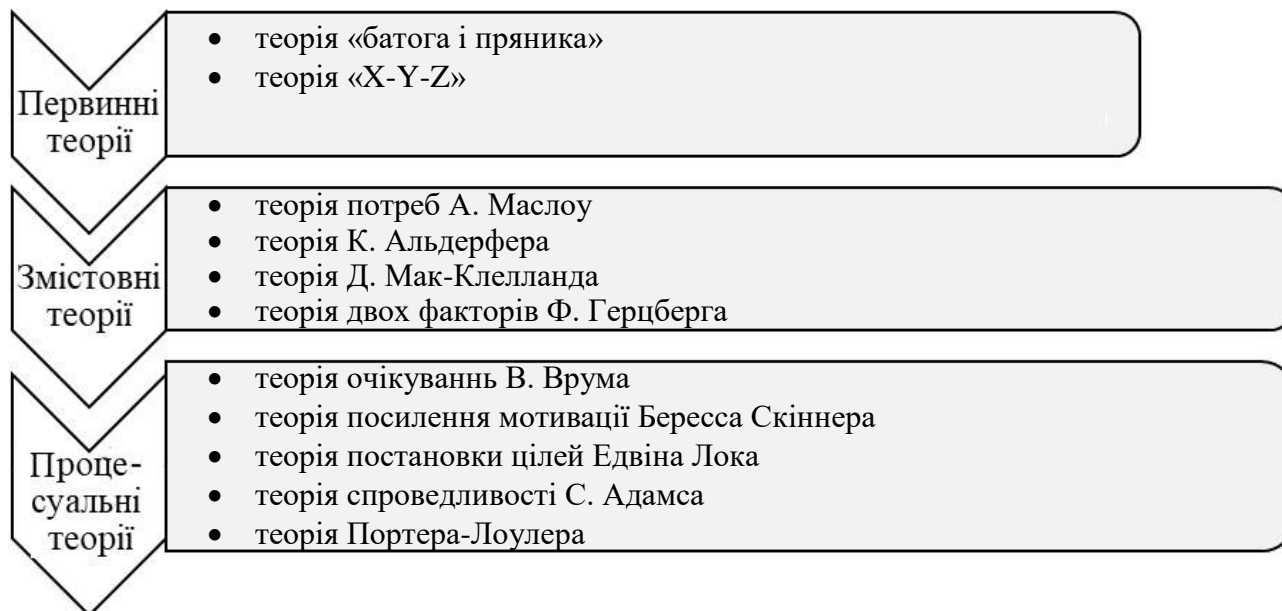 Первинні
теорії
• теорія «батога і пряника»
• теорія «X-Y-Z»
Змістовні
теорії
• теорія потреб А. Маслоу
• теорія К. Альдерфера
• теорія Д. Мак-Клелланда
• теорія двох факторів Ф. Герцберга
Проце-
суальні
теорії
• теорія очікуваннь В. Врума
• теорія посилення мотивації Бересса Скіннера
• теорія постановки цілей Едвіна Лока
• теорія спроведливості С. Адамса
• теорія Портера-Лоулера